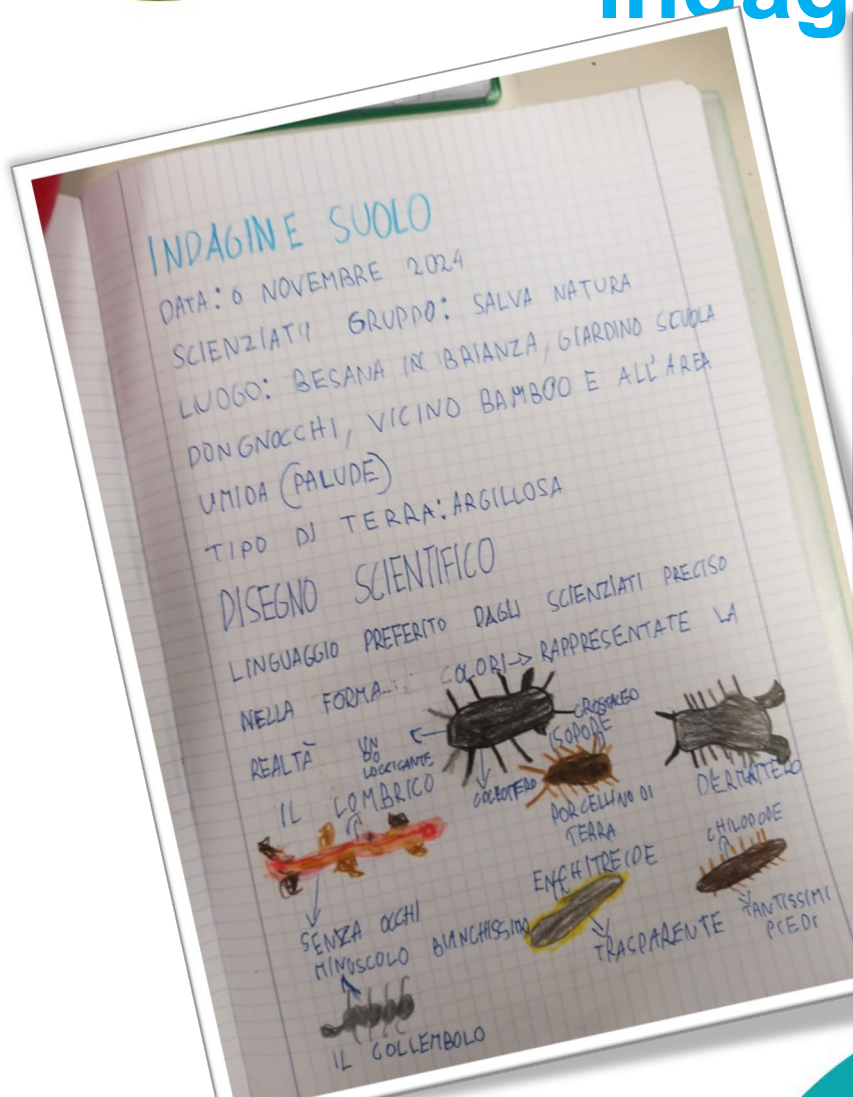 Indag
INDAGINE SUOLO
DATA: 6 NOVEMBRE 2024
SCIENZIATI GRUPPO: SALVA NATURA
LUOGO: BESANA IN BRIANZA, GIARDINO SCUOLA
DON GNOCCHI, VICINO BAMBOO E ALL'AREA
UMIDA (PALUDE)
TIPO DI TERRA: ARGILLOSA
DISEGNO SCIENTIFICO
LINGUAGGIO PREFERITO DAGLI SCIENZIATI PRECISO
NELLA FORMA... COLORI → RAPPRESENTATE LA
REALTÀ
UN
PO
CROSTACEO
ISOPODE
COLEOTTERO
PORCELLINO DI
TERRA
DERMATTERO
IL LOMBRICO
SENZA OCCHI
ENCHITREIDE
BIANCHISSIMO
TRASPARENTE
CHILOPODE
TANTISSIMI
PIEDI
MINUSCOLO
IL COLLEMBOLO